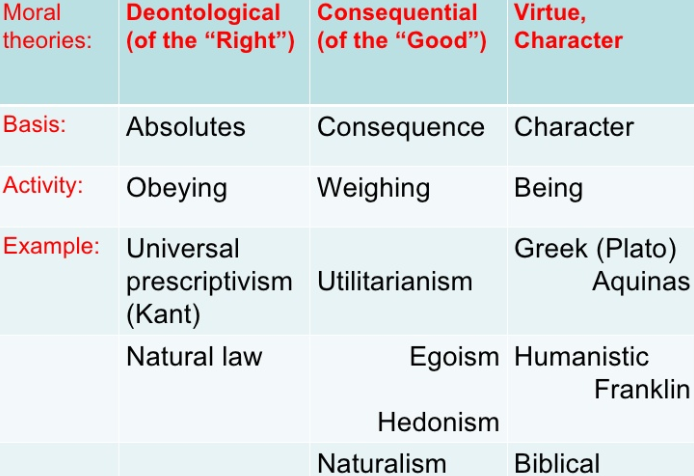 Moral theories:
Deontological (of the “Right”)
Consequential (of the “Good”)
Virtue, Character
Basis:
Absolutes
Consequence
Character
Activity:
Obeying
Weighing
Being
Example:
Universal prescriptivism (Kant)
Utilitarianism
Greek (Plato)
Aquinas
Natural law
Egoism
Hedonism
Humanistic
Franklin
Naturalism
Biblical